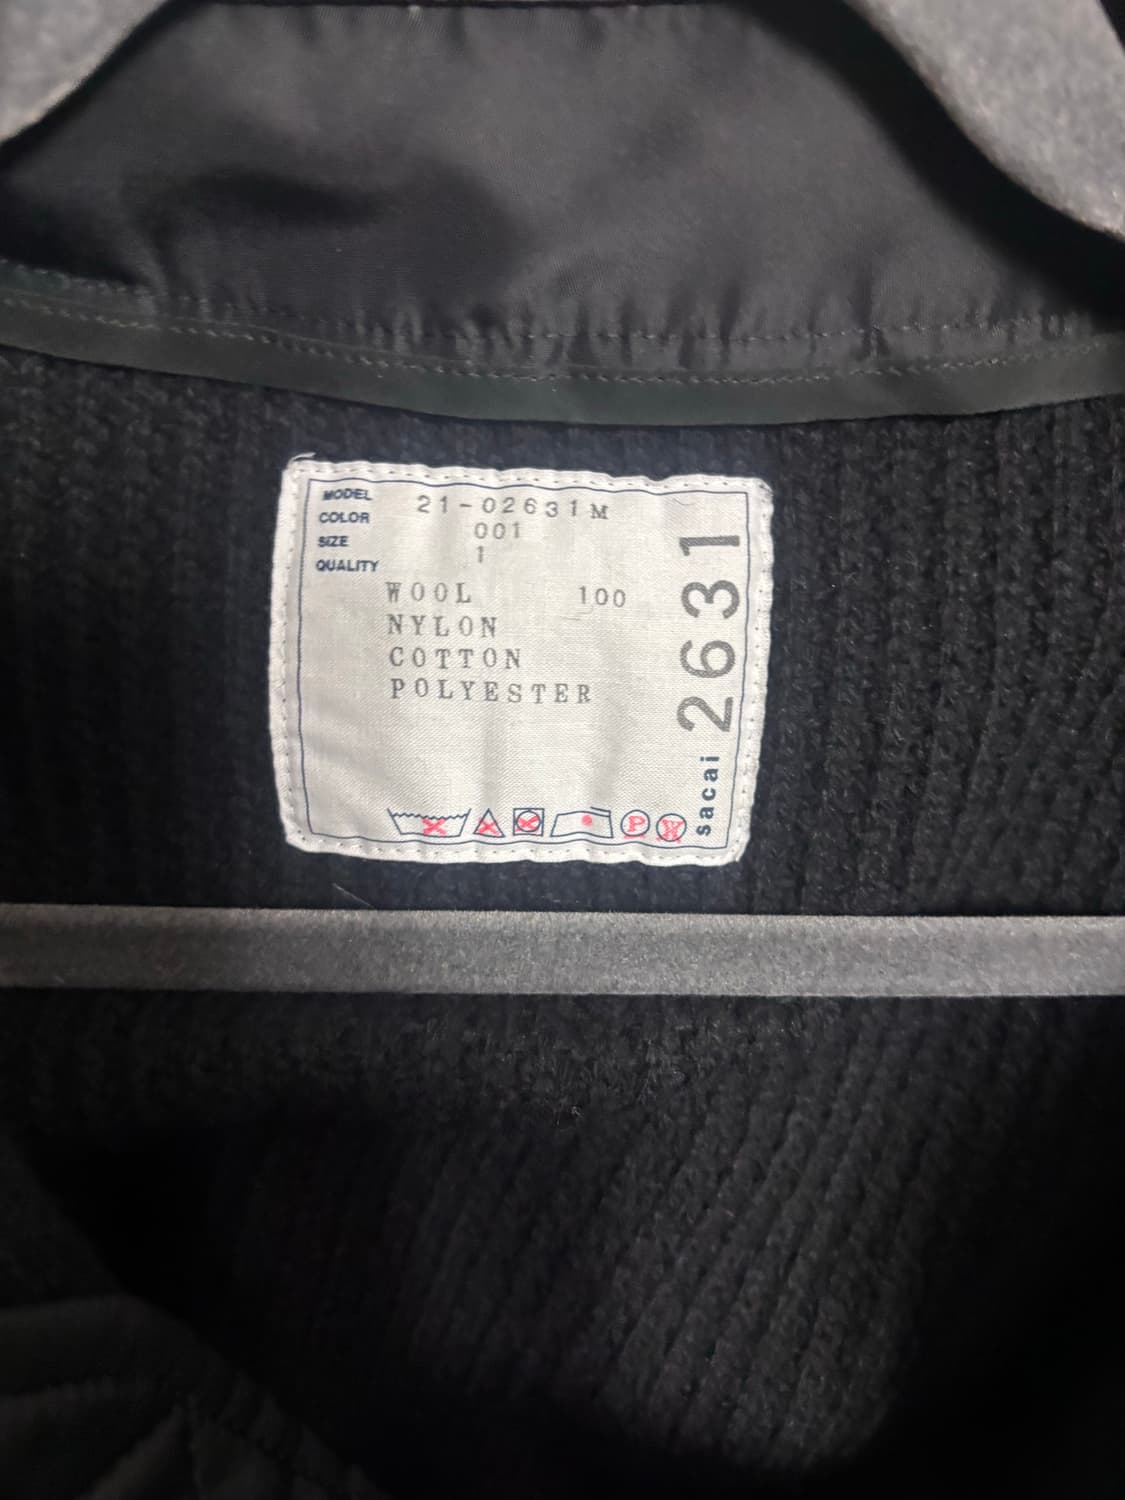 MODEL 21-02631M
COLOR 001
SIZE 1
QUALITY
WOOL 100
NYLON
COTTON
POLYESTER
P
W
sacai 2631